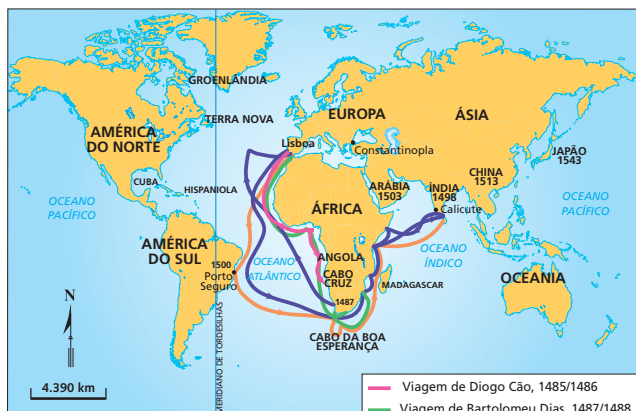 GROENLÂNDIA
TERRA NOVA
EUROPA
ÁSIA
AMÉRICA
DO NORTE
Lisboa
Constantinopla
JAPÃO
1543
CHINA
1513
CUBA
HISPANIOLA
ARÁBIA
1503
ÍNDIA
1498
Calicute
OCEANO
PACÍFICO
ÁFRICA
OCEANO
PACÍFICO
AMÉRICA
DO SUL
1500
Porto
Seguro
OCEANO
ATLÂNTICO
ANGOLA
CABO
CRUZ
1487
OCEANO
ÍNDICO
MADAGASCAR
OCEANIA
CABO DA BOA
ESPERANÇA
MERIDIANO DE TORDESILHAS
N
4.390 km
Viagem de Diogo Cão, 1485/1486
Viagem de Bartolomeu Dias, 1487/1488